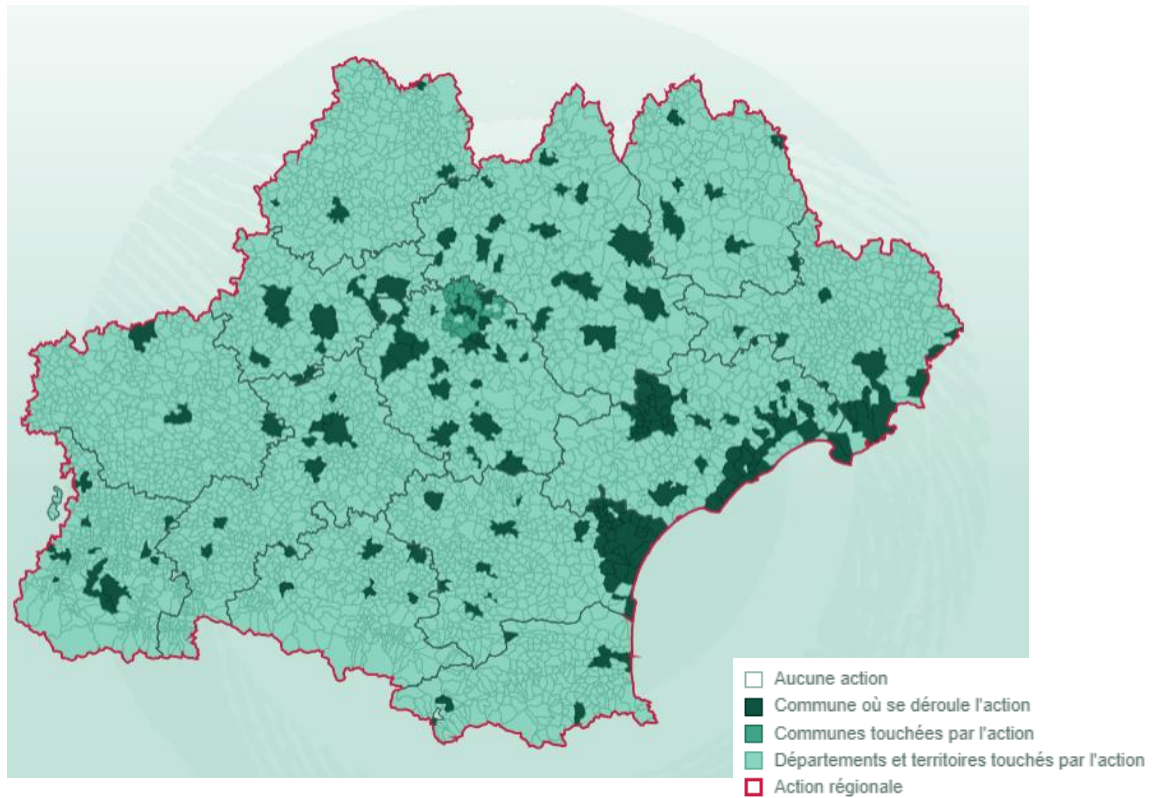 Aucune action
Commune où se déroule l'action
Communes touchées par l'action
Départements et territoires touchés par l'action
Action régionale